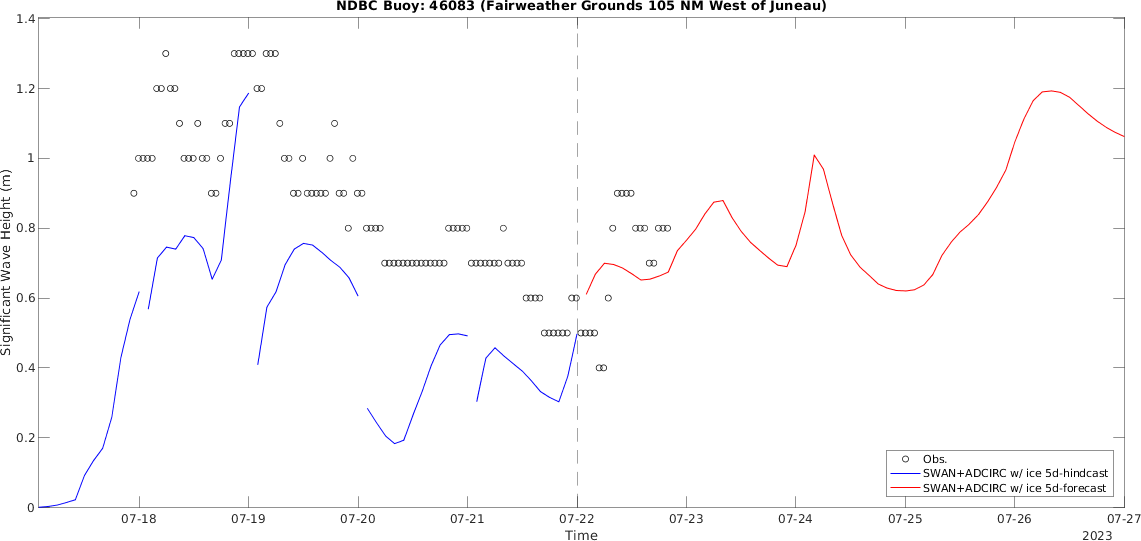 NDBC Buoy: 46083 (Fairweather Grounds 105 NM West of Juneau)
Significant Wave Height (m)
1.4
1.2
1
0.8
0.6
0.4
0.2
0
Obs.
SWAN+ADCIRC w/ ice 5d-hindcast
SWAN+ADCIRC w/ ice 5d-forecast
07-18 07-19 07-20 07-21 07-22 07-23 07-24 07-25 07-26 07-27
Time
2023